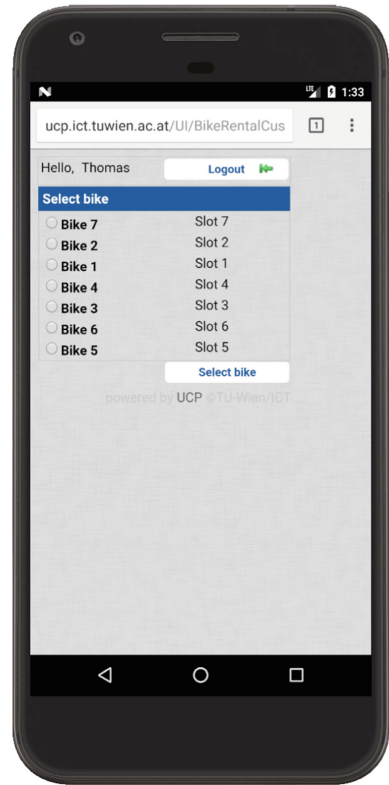 LTE 1:33
ucp.ict.tuwien.ac.at/UI/BikeRentalCus 1
Hello, Thomas Logout
Select bike
Bike 7 Slot 7
Bike 2 Slot 2
Bike 1 Slot 1
Bike 4 Slot 4
Bike 3 Slot 3
Bike 6 Slot 6
Bike 5 Slot 5
Select bike
powered by UCP @TU-Wien/ICT